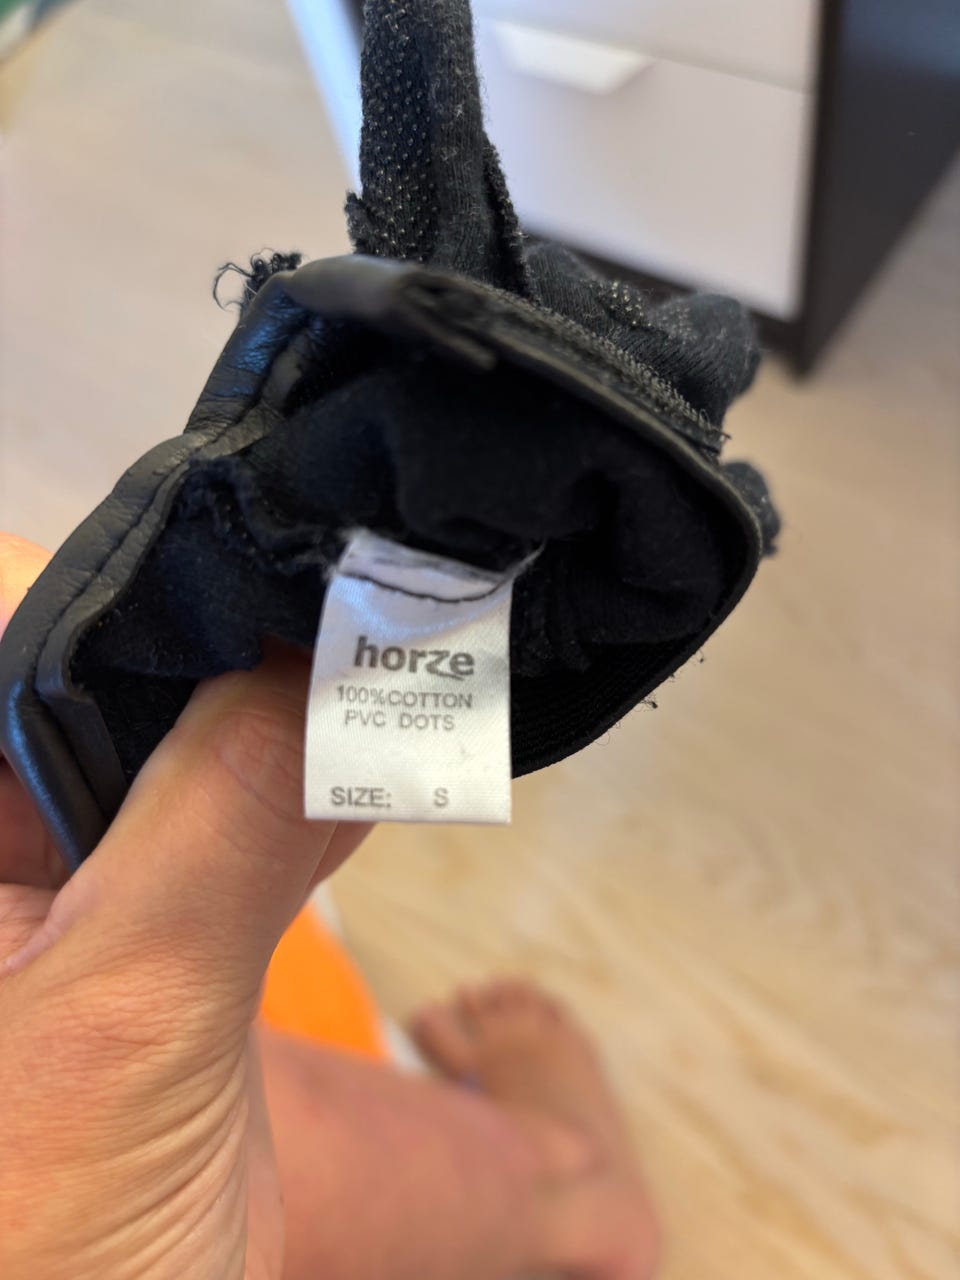 horze
100%COTTON
PVC DOTS
SIZE: S